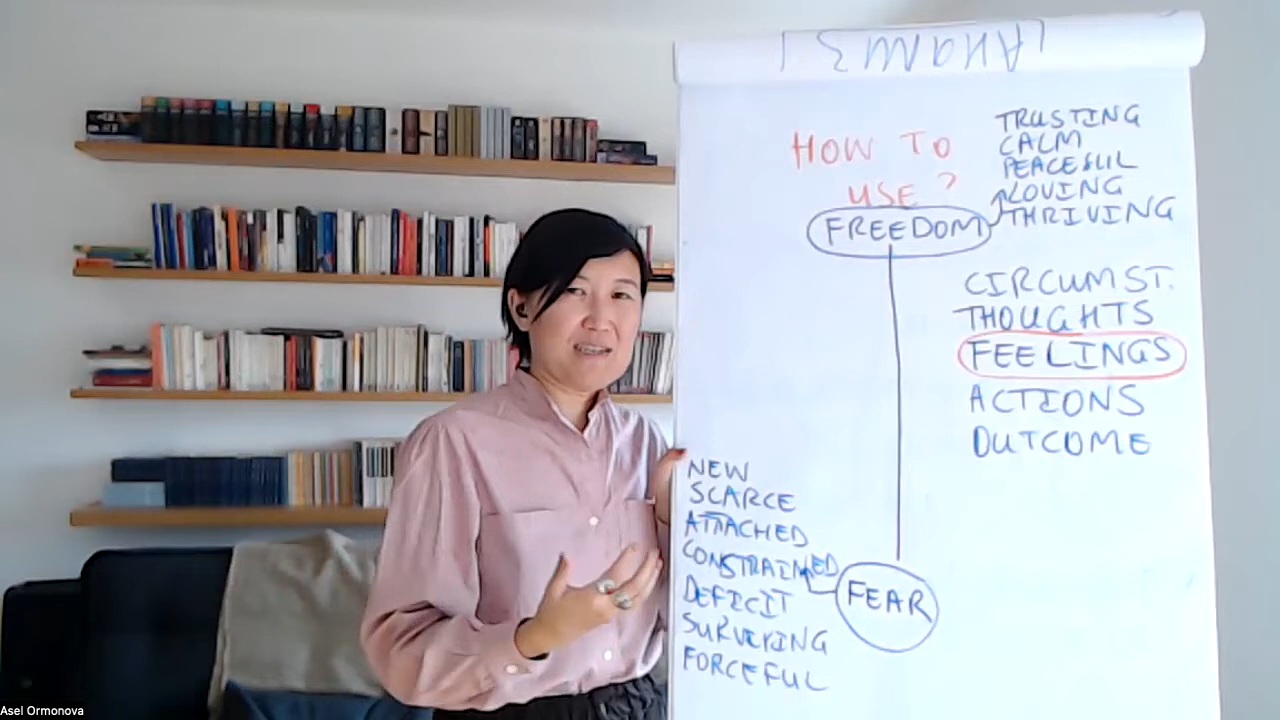 HOW TO
USE?
FREEDOM
TRUSTING
CALM
PEACEFUL
LOVING
THRIVING
CIRCUMST.
THOUGHTS
FEELINGS
ACTIONS
OUTCOME
NEW
SCARCE
ATTACHED
CONSTRAINED
DEFICIT
SURVIVING
FORCEFUL
FEAR
Asel Ormonova